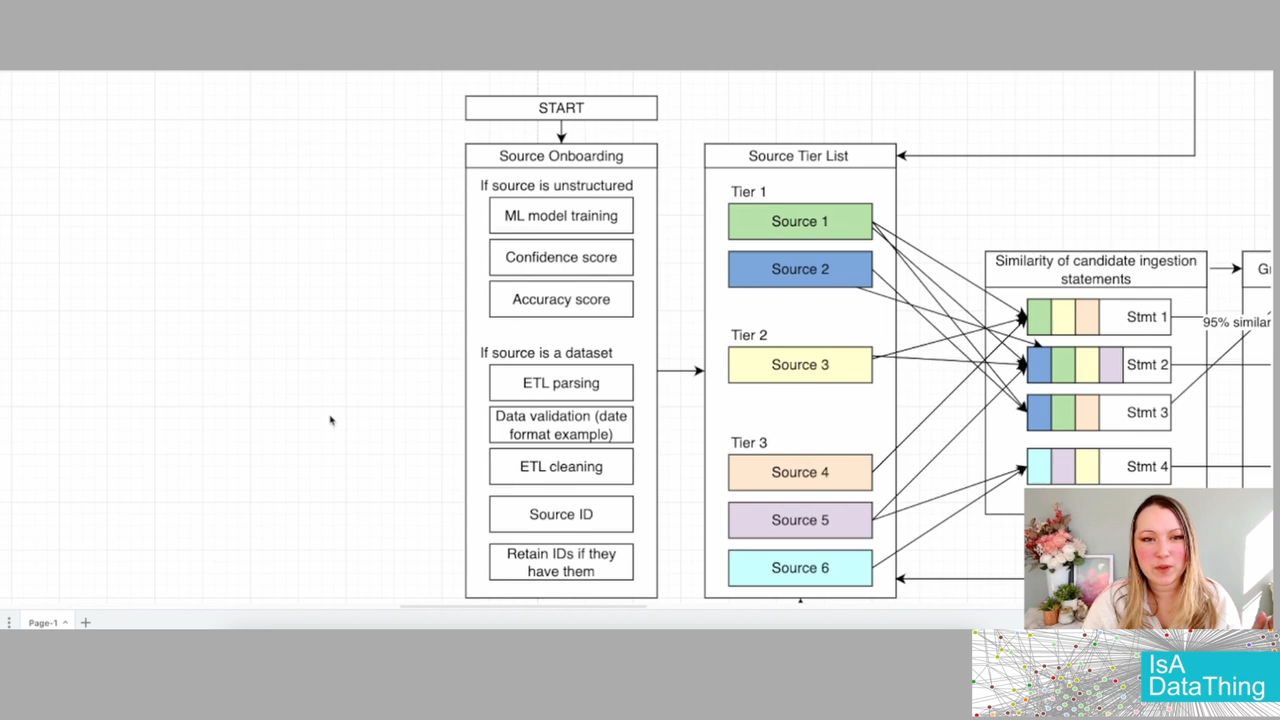 START
Source Onboarding
If source is unstructured
ML model training
Confidence score
Accuracy score
If source is a dataset
ETL parsing
Data validation (date
format example)
ETL cleaning
Source ID
Retain IDs if they
have them
Source Tier List
Tier 1
Source 1
Source 2
Tier 2
Source 3
Tier 3
Source 4
Source 5
Source 6
Similarity of candidate ingestion
statements
Stmt 1
Stmt 2
Stmt 3
Stmt 4
95% similar
Page-1
IsA
DataThing